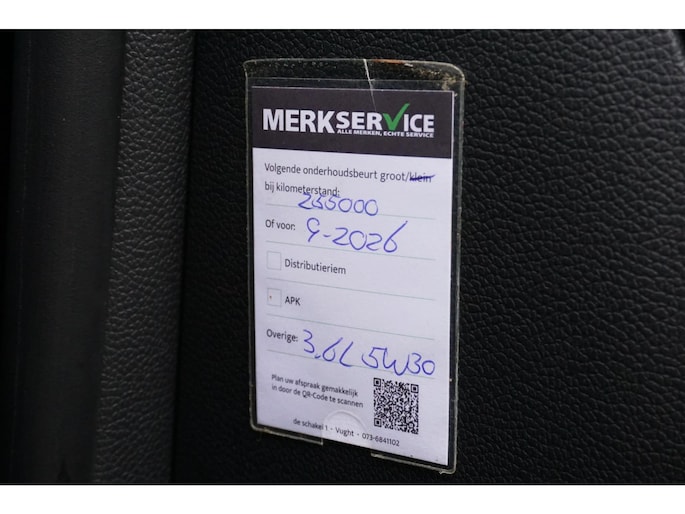 MERKSERVICE
ALLE MERKEN, ECHTE SERVICE
Volgende onderhoudsbeurt groot/klein
bij kilometerstand:
255000
Of voor: 9-2026
Distributieriem
APK
Overige: 3,6L 5W30
Plan uw afspraak gemakkelijk
in door de QR-Code te scannen
de schakel 1 - Vught - 073-6841102